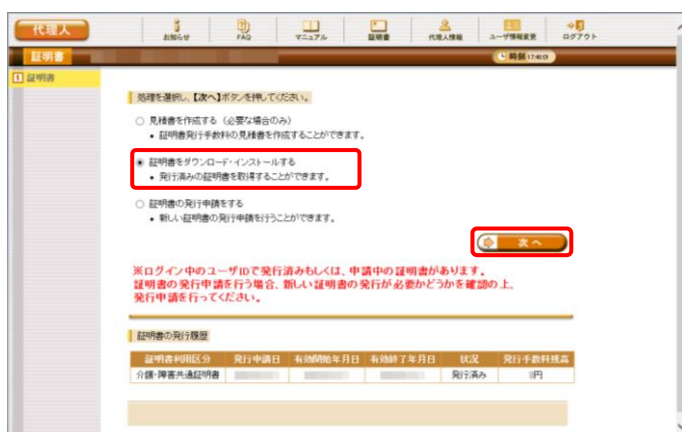 代理人
お知らせ
FAQ
マニュアル
証明書
代理人情報
ユーザ情報変更
ログアウト
証明書
時刻 17:40:03
1 証明書
処理を選択し、【次へ】ボタンを押してください。
見積書を作成する（必要な場合のみ）
• 証明書発行手数料の見積書を作成することができます。
証明書をダウンロード・インストールする
• 発行済みの証明書を取得することができます。
証明書の発行申請をする
• 新しい証明書の発行申請を行うことができます。
次へ
※ログイン中のユーザIDで発行済みもしくは、申請中の証明書があります。
証明書の発行申請を行う場合、新しい証明書の発行が必要かどうかを確認の上、
発行申請を行ってください。
証明書の発行履歴
証明書利用区分 発行申請日 有効開始年月日 有効終了年月日 状況 発行手数料残高
介護・障害共通証明書 発行済み 0円